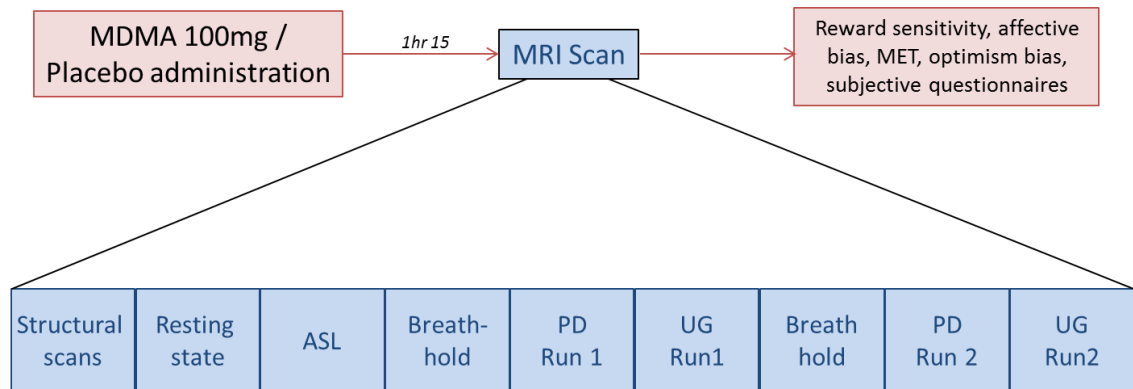 MDMA 100mg /
Placebo administration
1hr 15
MRI Scan
Reward sensitivity, affective
bias, MET, optimism bias,
subjective questionnaires
Structural
scans
Resting
state
ASL
Breath-
hold
PD
Run 1
UG
Run1
Breath
hold
PD
Run 2
UG
Run2